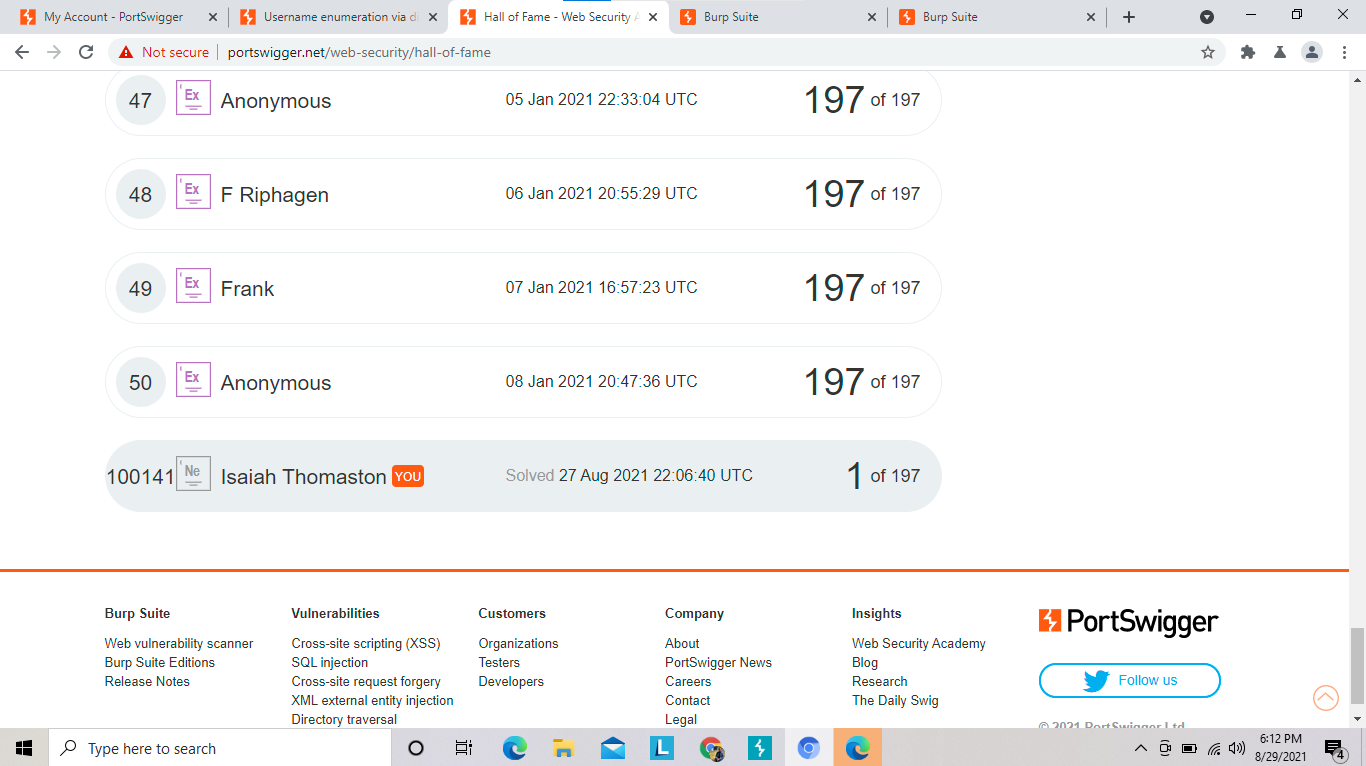 My Account - PortSwigger
Username enumeration via di
Hall of Fame - Web Security A
Burp Suite
Burp Suite
Not secure
portswigger.net/web-security/hall-of-fame
47 Ex Anonymous 05 Jan 2021 22:33:04 UTC 197 of 197
48 Ex F Riphagen 06 Jan 2021 20:55:29 UTC 197 of 197
49 Ex Frank 07 Jan 2021 16:57:23 UTC 197 of 197
50 Ex Anonymous 08 Jan 2021 20:47:36 UTC 197 of 197
100141 Ne Isaiah Thomaston YOU Solved 27 Aug 2021 22:06:40 UTC 1 of 197
Burp Suite
Web vulnerability scanner
Burp Suite Editions
Release Notes
Vulnerabilities
Cross-site scripting (XSS)
SQL injection
Cross-site request forgery
XML external entity injection
Directory traversal
Customers
Organizations
Testers
Developers
Company
About
PortSwigger News
Careers
Contact
Legal
Insights
Web Security Academy
Blog
Research
The Daily Swig
PortSwigger
Follow us
© 2021 PortSwigger Ltd
Type here to search
L
6:12 PM
8/29/2021
4